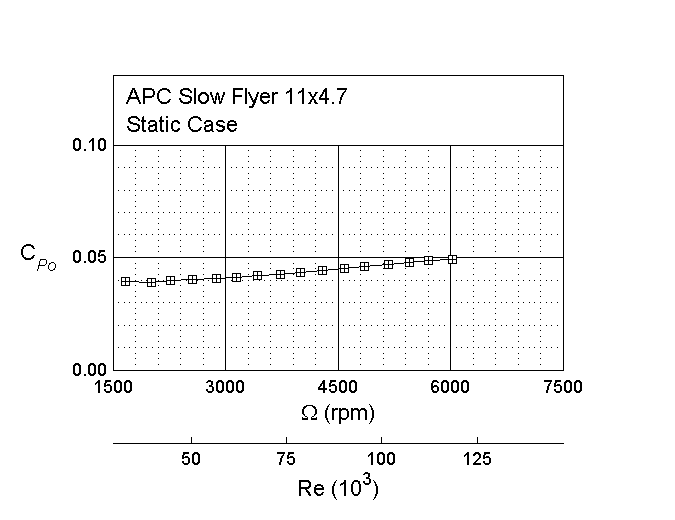 APC Slow Flyer 11x4.7
Static Case
0.10
0.05
0.00
C_Po
1500 3000 4500 6000 7500
Ω (rpm)
50 75 100 125
Re (10³)